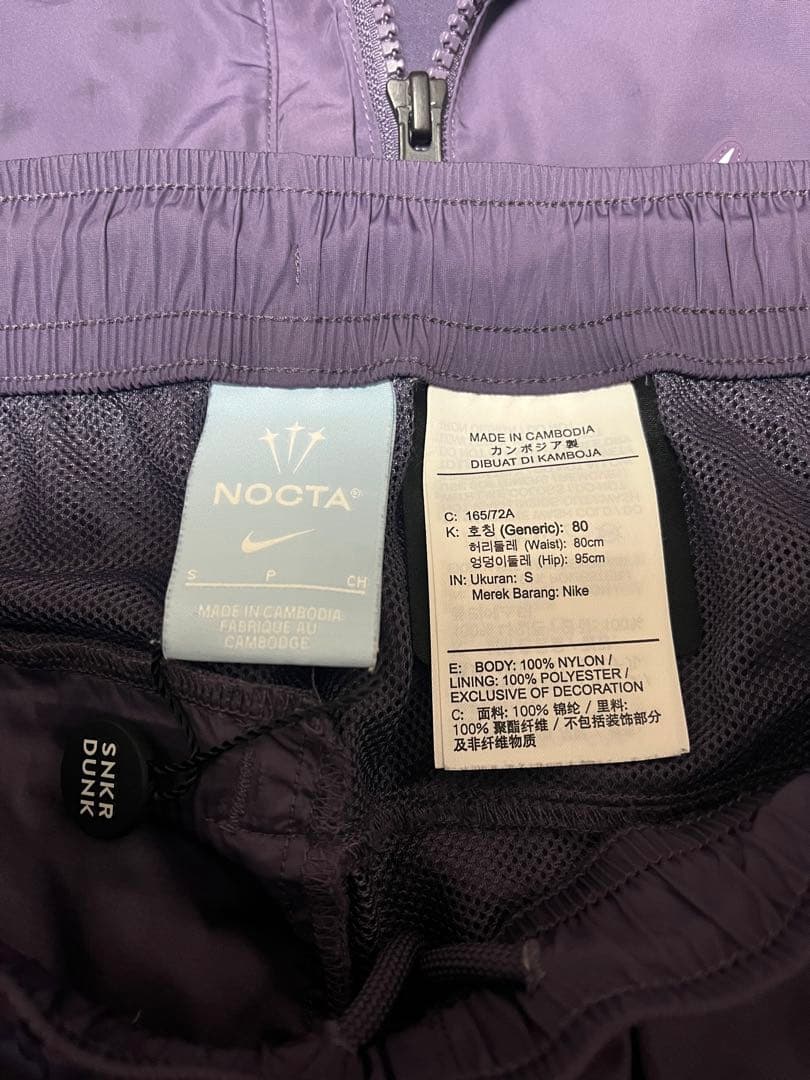 NOCTA
S P CH
MADE IN CAMBODIA
FABRIQUE AU
CAMBODGE
MADE IN CAMBODIA
カンボジア製
DIBUAT DI KAMBOJA
C: 165/72A
K: 호칭 (Generic): 80
허리둘레 (Waist): 80cm
엉덩이둘레 (Hip): 95cm
IN: Ukuran: S
Merek Barang: Nike
E: BODY: 100% NYLON /
LINING: 100% POLYESTER /
EXCLUSIVE OF DECORATION
C: 面料: 100% 锦纶 / 里料:
100% 聚酯纤维 / 不包括装饰部分
及非纤维物质
SNKR
DUNK